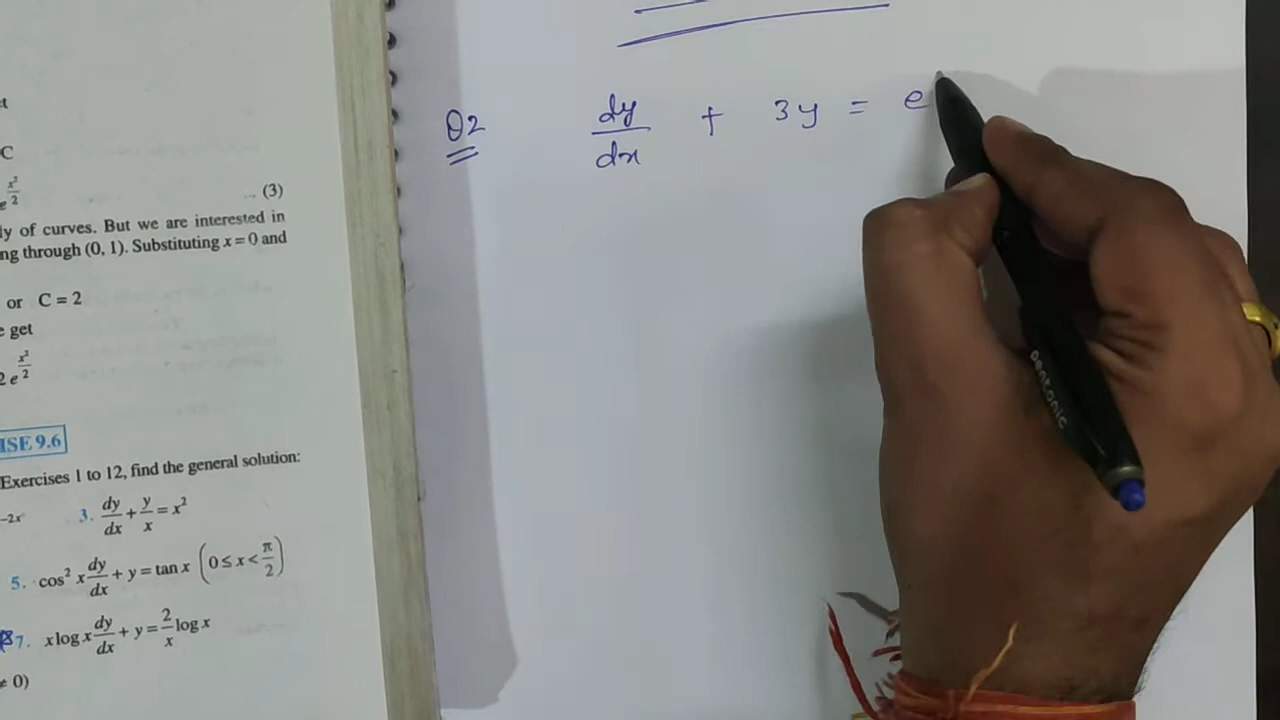 t
C
e^{x²/2} ... (3)
ly of curves. But we are interested in
ng through (0, 1). Substituting x = 0 and
or C = 2
e get
2 e^{x²/2}
ISE 9.6
Exercises 1 to 12, find the general solution:
–2x 3. dy/dx + y/x = x²
5. cos² x dy/dx + y = tan x (0 ≤ x < π/2)
7. x log x dy/dx + y = 2/x log x
≠ 0)
Q2 dy/dx + 3y = e
pentonic